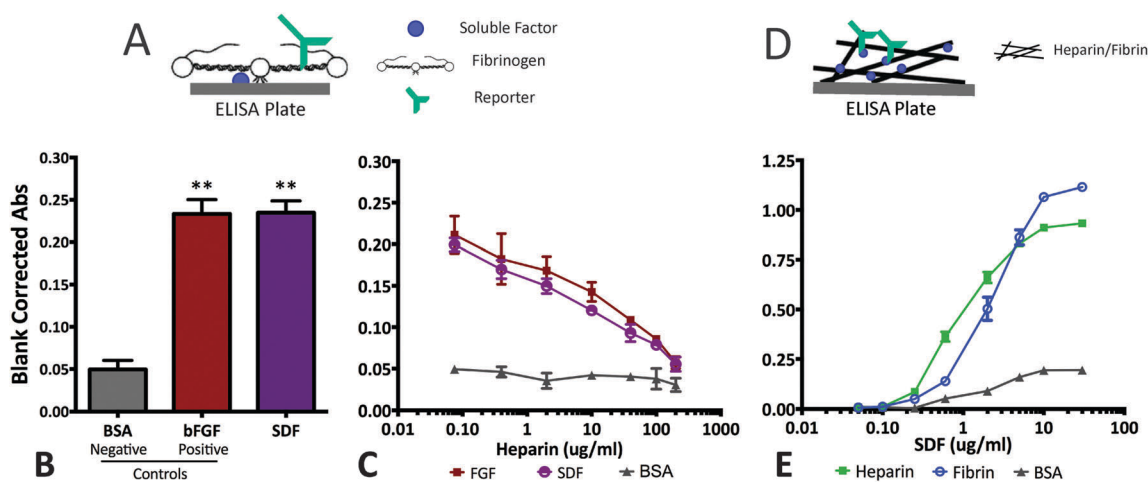 A
Soluble Factor
Fibrinogen
Reporter
ELISA Plate
D
Heparin/Fibrin
ELISA Plate
Blank Corrected Abs
0.30
0.25
0.20
0.15
0.10
0.05
0.00
**
**
BSA
bFGF
SDF
Negative
Positive
Controls
B
0.30
0.25
0.20
0.15
0.10
0.05
0.00
0.01
0.10
1
10
100
1000
Heparin (ug/ml)
C
FGF
SDF
BSA
1.25
1.00
0.75
0.50
0.25
0.00
0.01
0.10
1
10
100
SDF (ug/ml)
E
Heparin
Fibrin
BSA